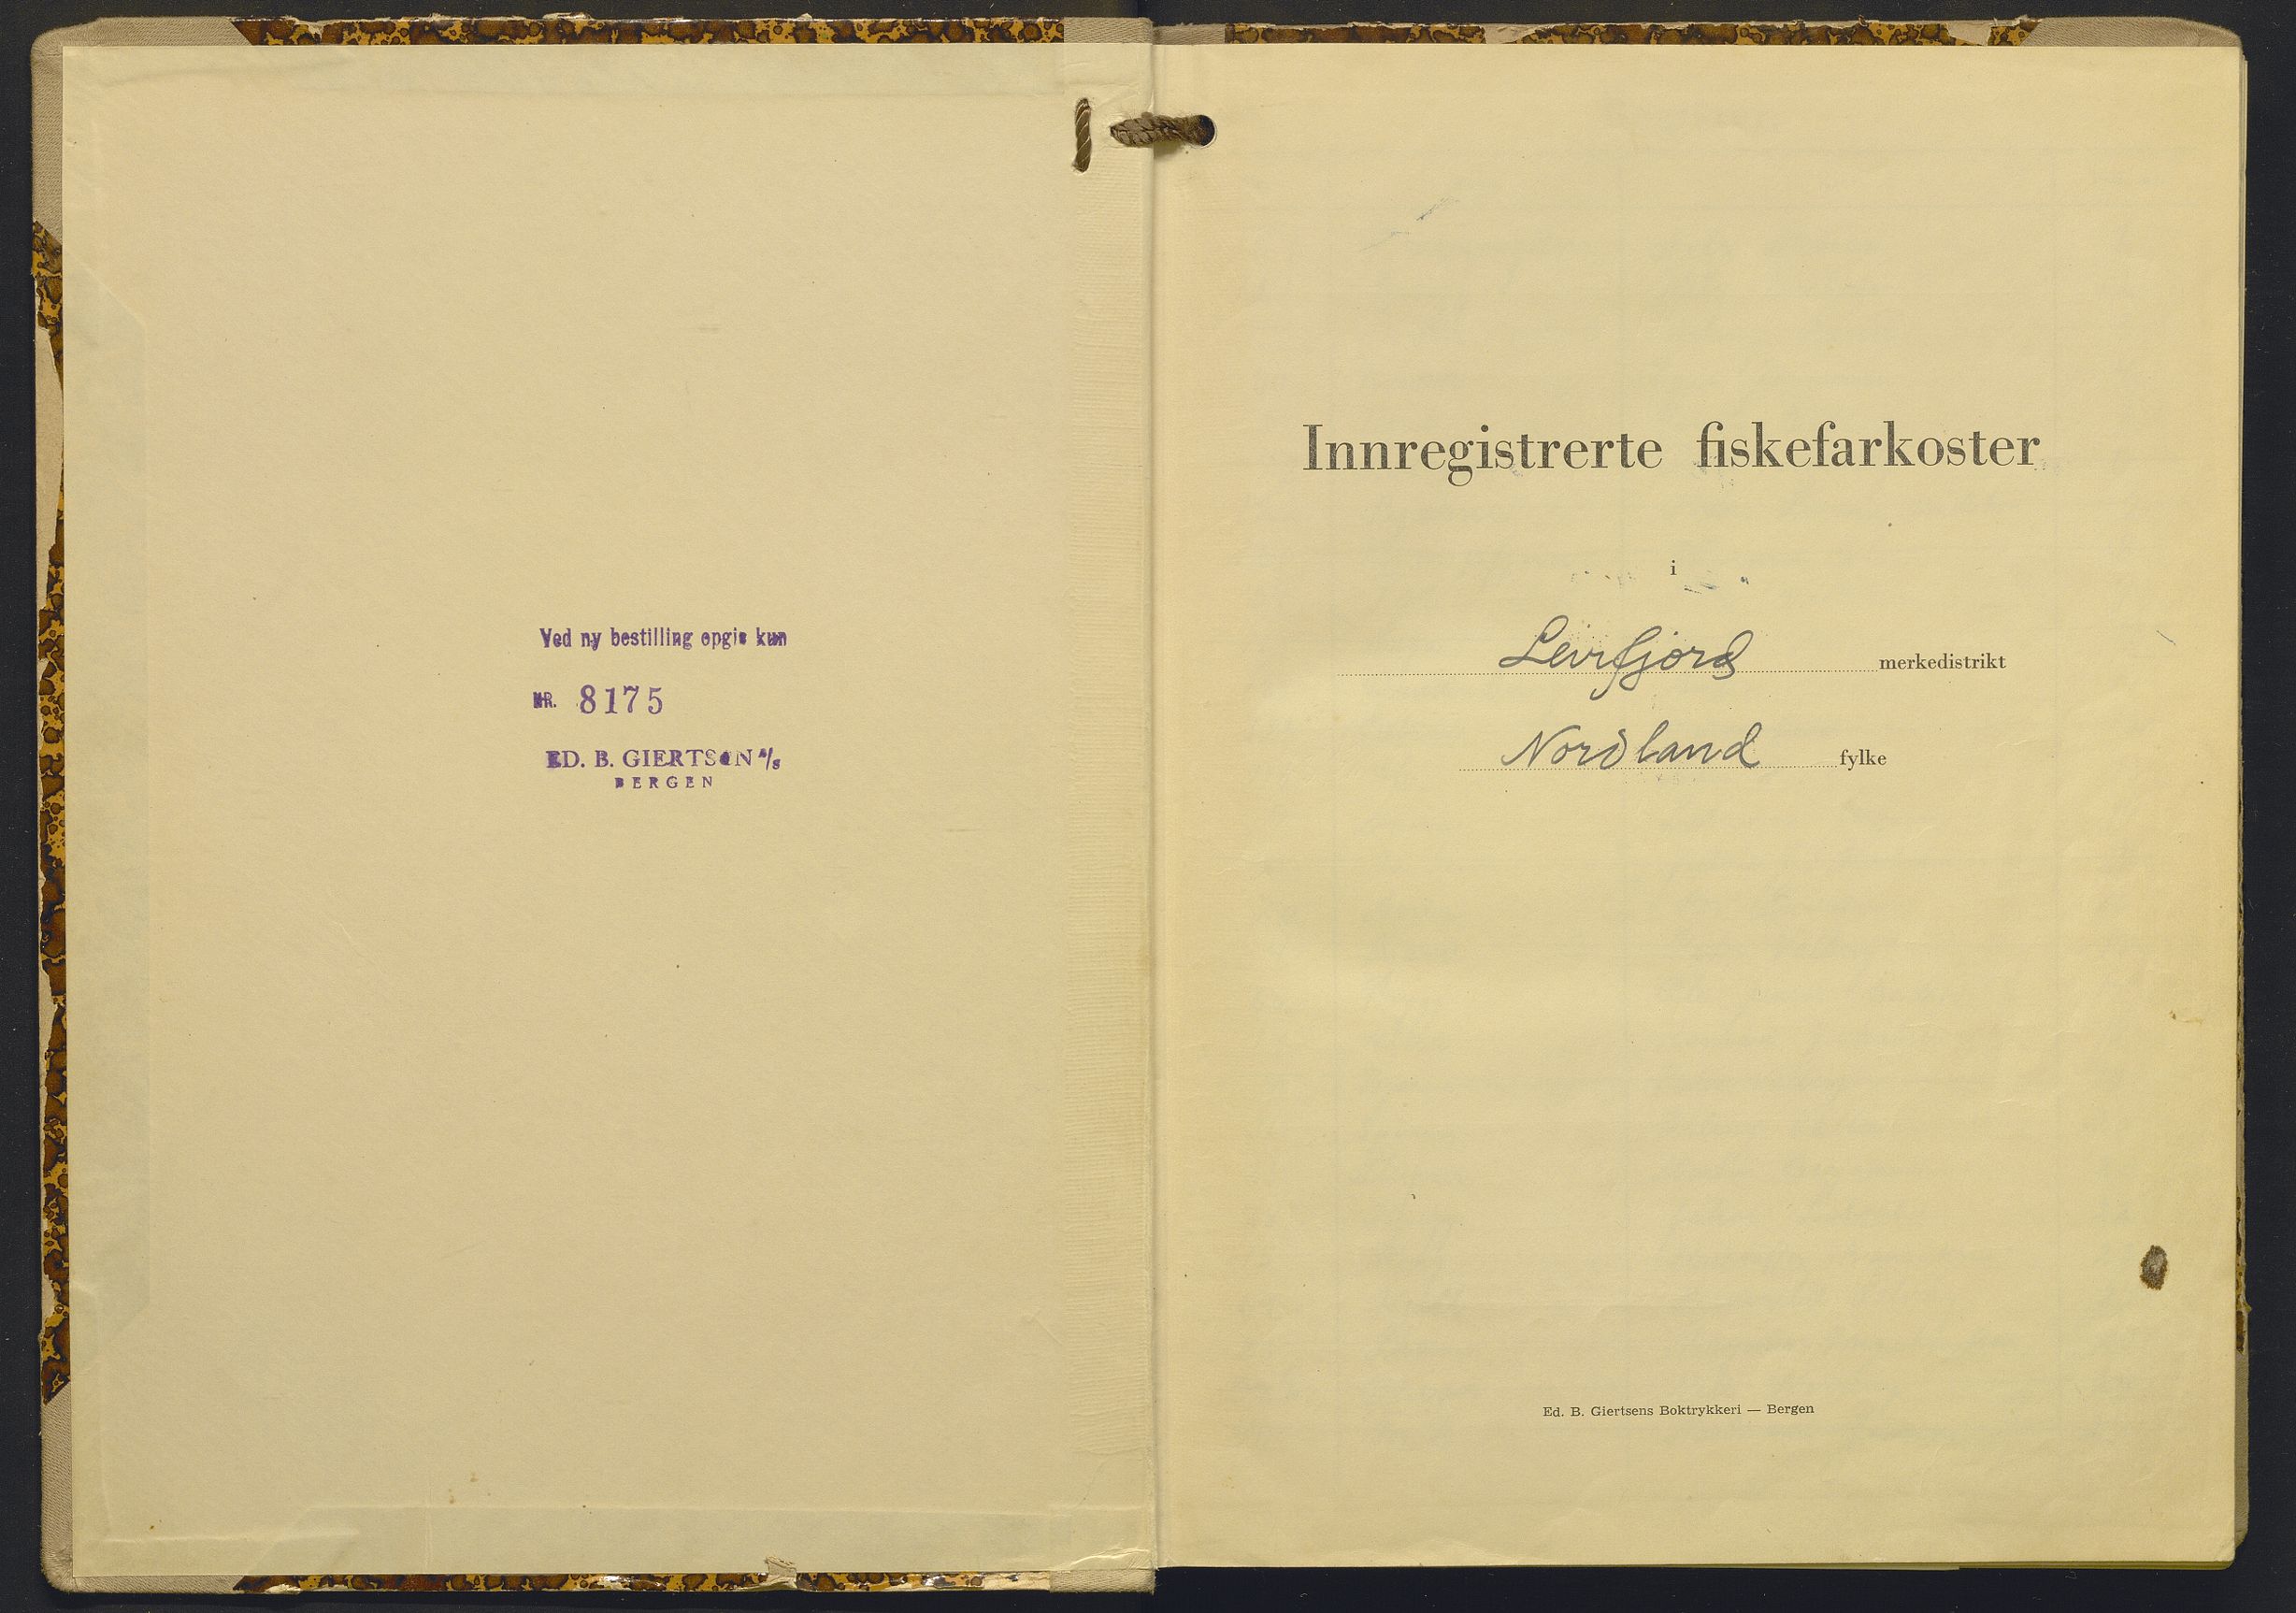 Ved ny bestilling opgis kun
NR. 8175
ED. B. GIERTSEN A/S
BERGEN
Innregistrerte fiskefarkoster
i
Leirfjord merkedistrikt
Nordland fylke
Ed. B. Giertsens Boktrykkeri — Bergen